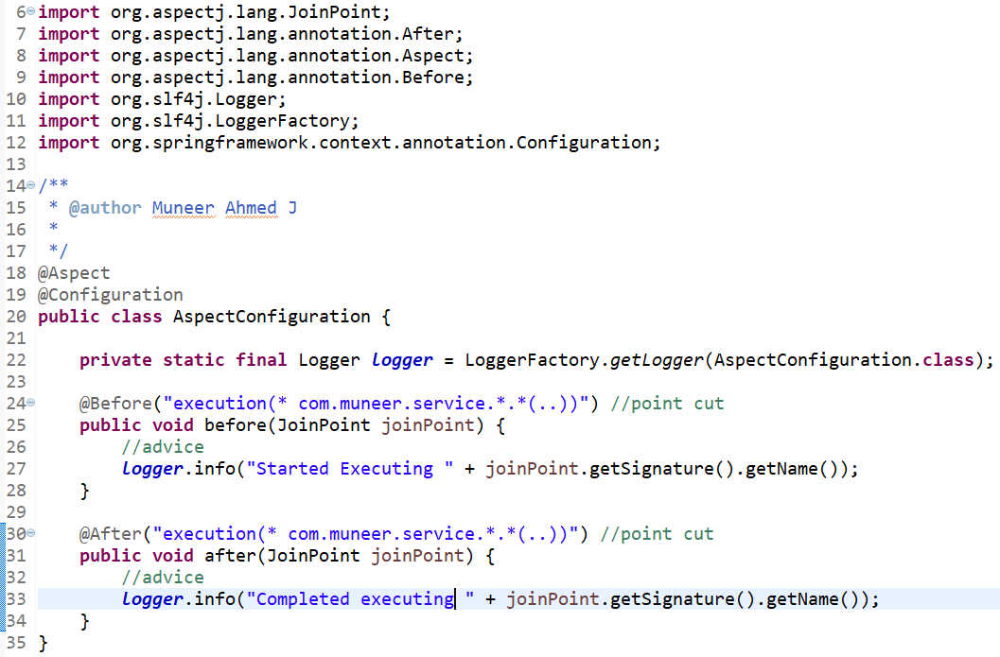 6 import org.aspectj.lang.JoinPoint;
7 import org.aspectj.lang.annotation.After;
8 import org.aspectj.lang.annotation.Aspect;
9 import org.aspectj.lang.annotation.Before;
10 import org.slf4j.Logger;
11 import org.slf4j.LoggerFactory;
12 import org.springframework.context.annotation.Configuration;
13
14 /**
15  * @author Muneer Ahmed J
16  *
17  */
18 @Aspect
19 @Configuration
20 public class AspectConfiguration {
21
22     private static final Logger logger = LoggerFactory.getLogger(AspectConfiguration.class);
23
24     @Before("execution(* com.muneer.service.*.*(..))") //point cut
25     public void before(JoinPoint joinPoint) {
26         //advice
27         logger.info("Started Executing " + joinPoint.getSignature().getName());
28     }
29
30     @After("execution(* com.muneer.service.*.*(..))") //point cut
31     public void after(JoinPoint joinPoint) {
32         //advice
33         logger.info("Completed executing " + joinPoint.getSignature().getName());
34     }
35 }